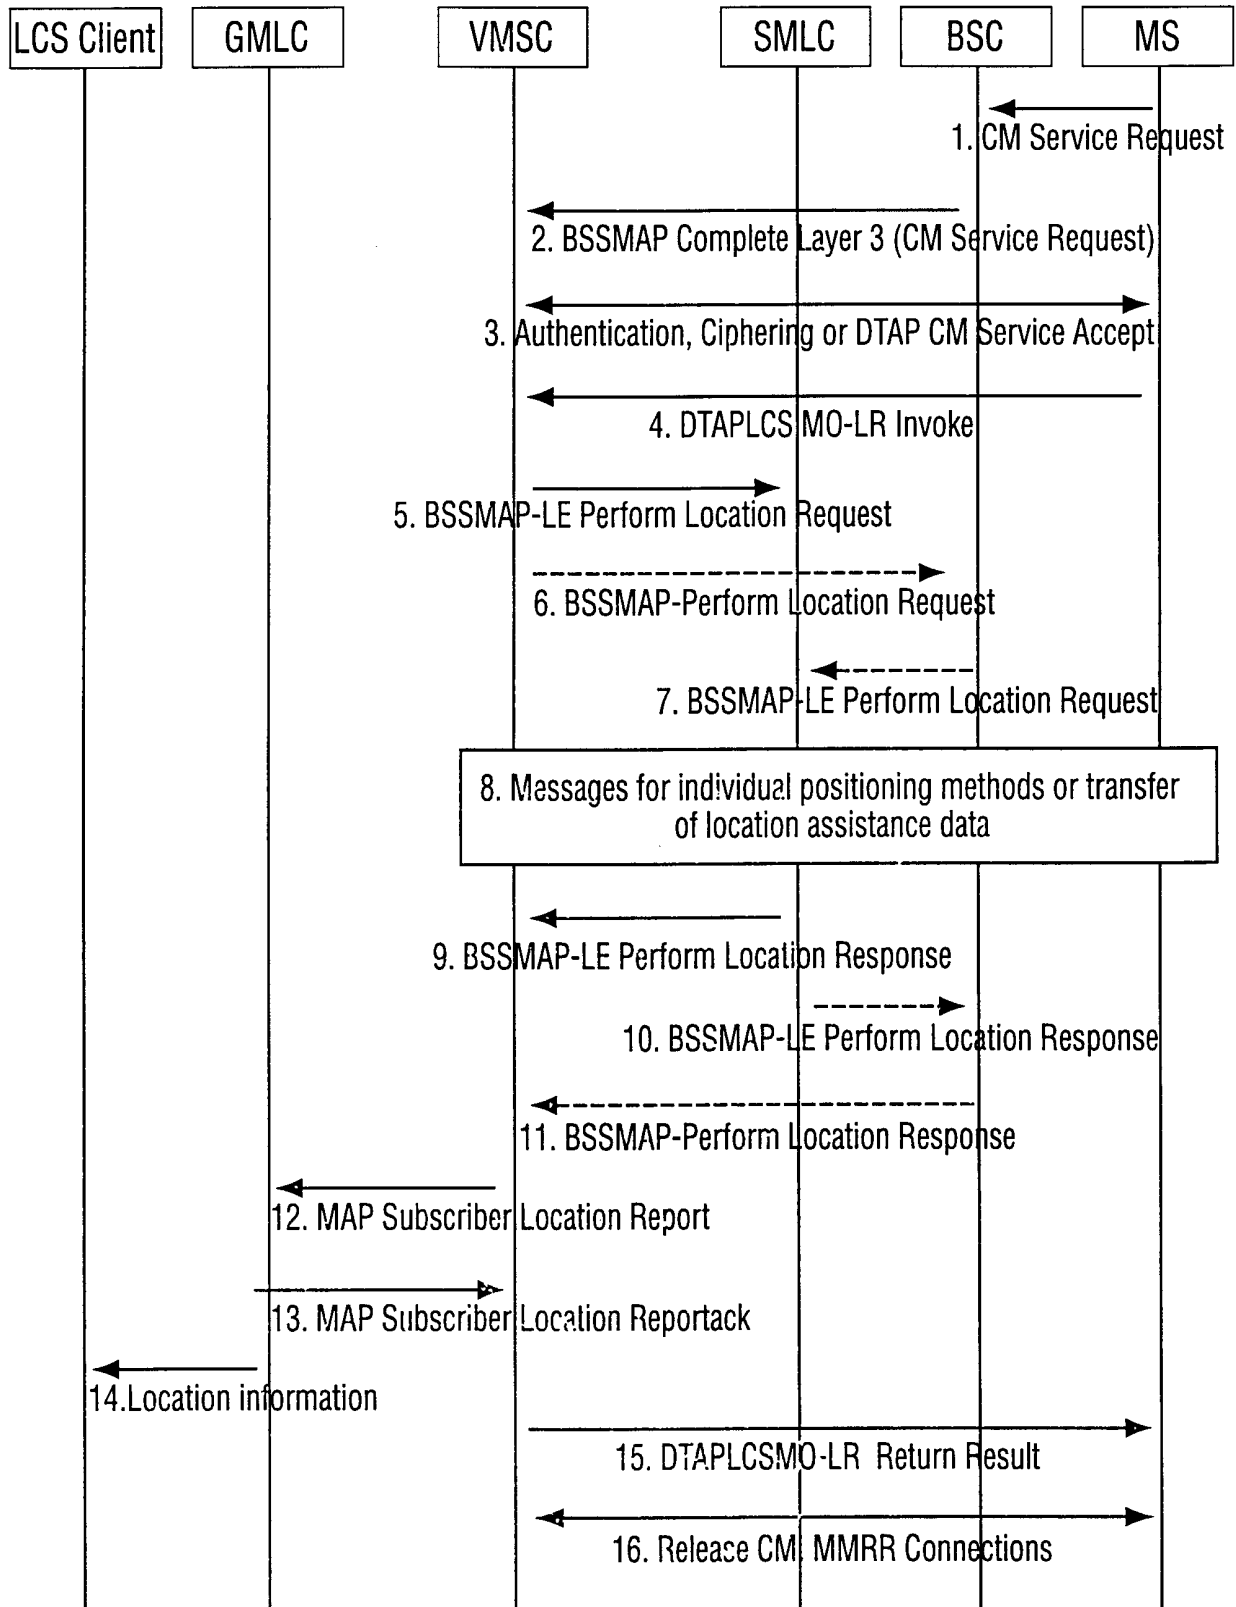 LCS Client GMLC VMSC SMLC BSC MS
1. CM Service Request
2. BSSMAP Complete Layer 3 (CM Service Request)
3. Authentication, Ciphering or DTAP CM Service Accept
4. DTAPLCS MO-LR Invoke
5. BSSMAP-LE Perform Location Request
6. BSSMAP-Perform Location Request
7. BSSMAP-LE Perform Location Request
8. Messages for individual positioning methods or transfer
of location assistance data
9. BSSMAP-LE Perform Location Response
10. BSSMAP-LE Perform Location Response
11. BSSMAP-Perform Location Response
12. MAP Subscriber Location Report
13. MAP Subscriber Location Reportack
14.Location information
15. DTAPLCSMO-LR Return Result
16. Release CM, MMRR Connections